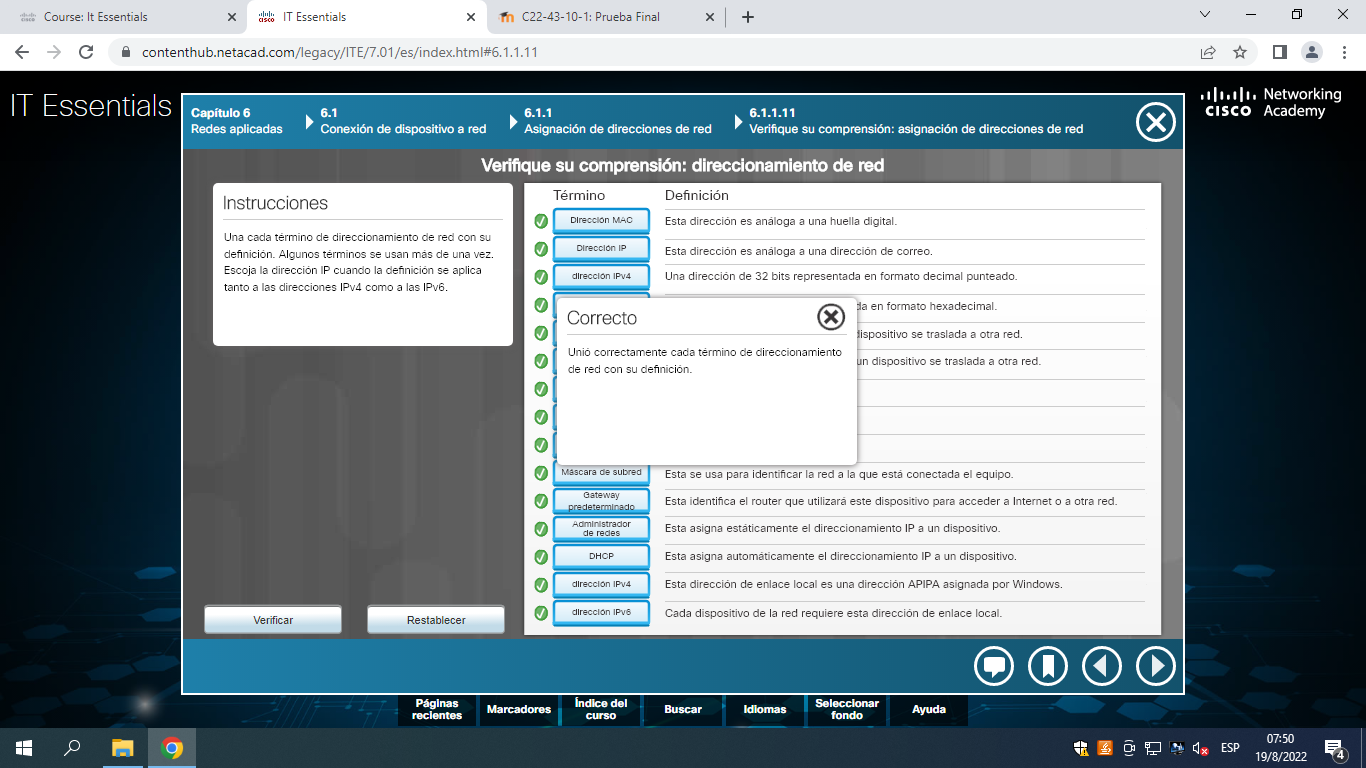 Course: It Essentials
IT Essentials
C22-43-10-1: Prueba Final
contenthub.netacad.com/legacy/ITE/7.01/es/index.html#6.1.1.11
IT Essentials
Networking
CISCO Academy
Capítulo 6
Redes aplicadas
6.1
Conexión de dispositivo a red
6.1.1
Asignación de direcciones de red
6.1.1.11
Verifique su comprensión: asignación de direcciones de red
Verifique su comprensión: direccionamiento de red
Instrucciones
Una cada término de direccionamiento de red con su
definición. Algunos términos se usan más de una vez.
Escoja la dirección IP cuando la definición se aplica
tanto a las direcciones IPv4 como a las IPv6.
Término Definición
Dirección MAC Esta dirección es análoga a una huella digital.
Dirección IP Esta dirección es análoga a una dirección de correo.
dirección IPv4 Una dirección de 32 bits representada en formato decimal punteado.
da en formato hexadecimal.
dispositivo se traslada a otra red.
un dispositivo se traslada a otra red.
Correcto
Unió correctamente cada término de direccionamiento
de red con su definición.
Máscara de subred Esta se usa para identificar la red a la que está conectada el equipo.
Gateway
predeterminado Esta identifica el router que utilizará este dispositivo para acceder a Internet o a otra red.
Administrador
de redes Esta asigna estáticamente el direccionamiento IP a un dispositivo.
DHCP Esta asigna automáticamente el direccionamiento IP a un dispositivo.
dirección IPv4 Esta dirección de enlace local es una dirección APIPA asignada por Windows.
dirección IPv6 Cada dispositivo de la red requiere esta dirección de enlace local.
Verificar Restablecer
Páginas
recientes
Marcadores
Índice del
curso
Buscar
Idiomas
Seleccionar
fondo
Ayuda
ESP
07:50
19/8/2022
4